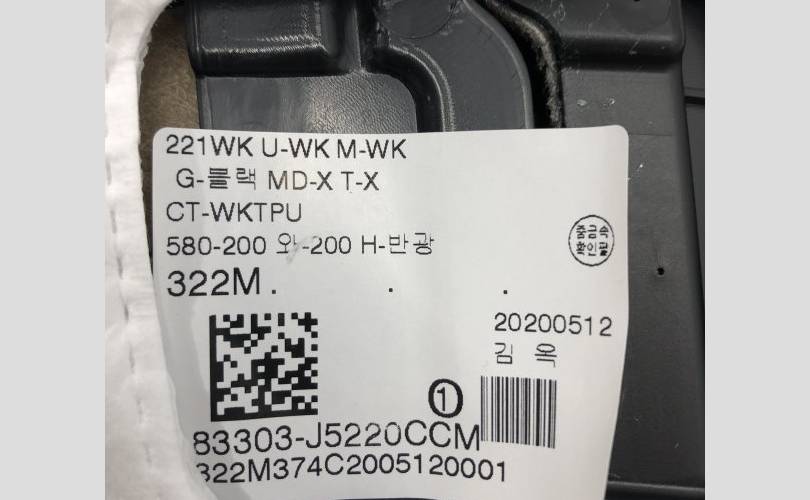 221WK U-WK M-WK
G-블랙 MD-X T-X
CT-WKTPU
580-200 와-200 H-반광
322M . . .
20200512
김 옥
①
83303-J5220CCM
322M374C2005120001